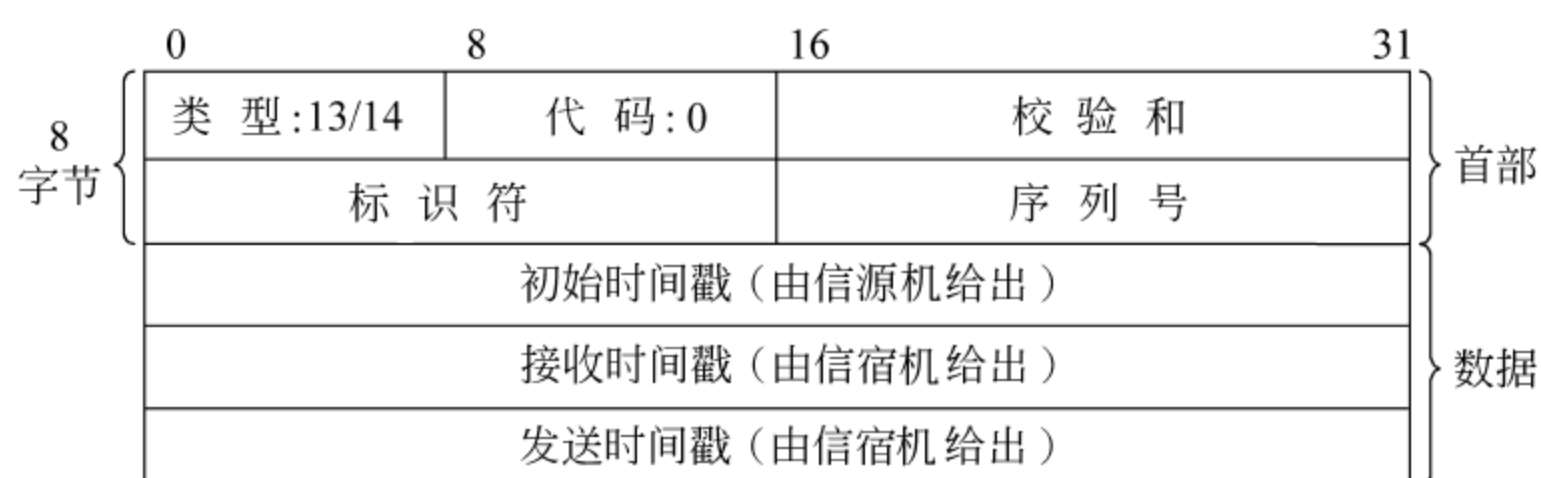 0 8 16 31
8
字节
类 型:13/14 代 码:0 校 验 和
标 识 符 序 列 号
首部
初始时间戳(由信源机给出)
接收时间戳(由信宿机给出)
数据
发送时间戳(由信宿机给出)